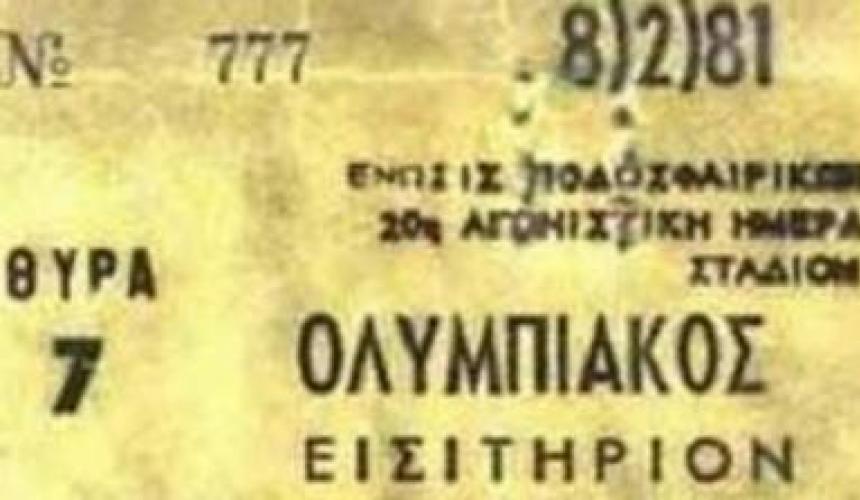 № 777 8)2)81
ΕΝΩΣΙΣ ΠΟΔΟΣΦΑΙΡΙΚΩΝ
20η ΑΓΩΝΙΣΤΙΚΗ ΗΜΕΡΑ
ΣΤΑΔΙΟΝ
ΘΥΡΑ
7
ΟΛΥΜΠΙΑΚΟΣ
ΕΙΣΙΤΗΡΙΟΝ